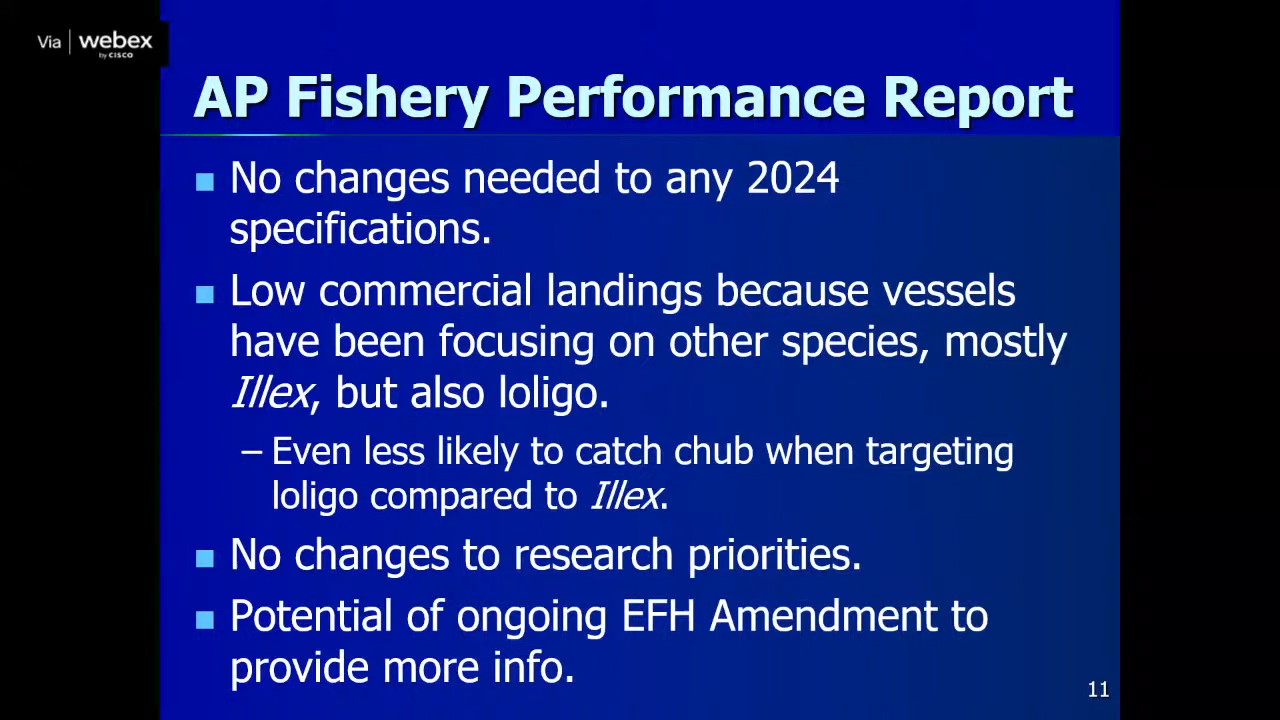 Via | webex
by CISCO
AP Fishery Performance Report
■ No changes needed to any 2024
specifications.
■ Low commercial landings because vessels
have been focusing on other species, mostly
Illex, but also loligo.
– Even less likely to catch chub when targeting
loligo compared to Illex.
■ No changes to research priorities.
■ Potential of ongoing EFH Amendment to
provide more info.
11